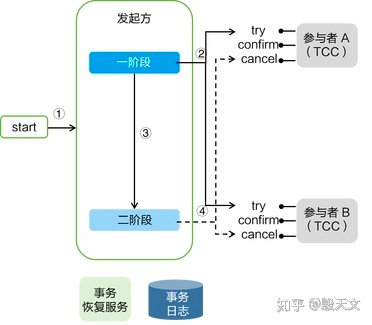 发起方
start
①
一阶段
②
③
二阶段
④
try
confirm
cancel
参与者 A
(TCC)
try
confirm
cancel
参与者 B
(TCC)
事务
恢复服务
事务
日志
知乎 @殷天文